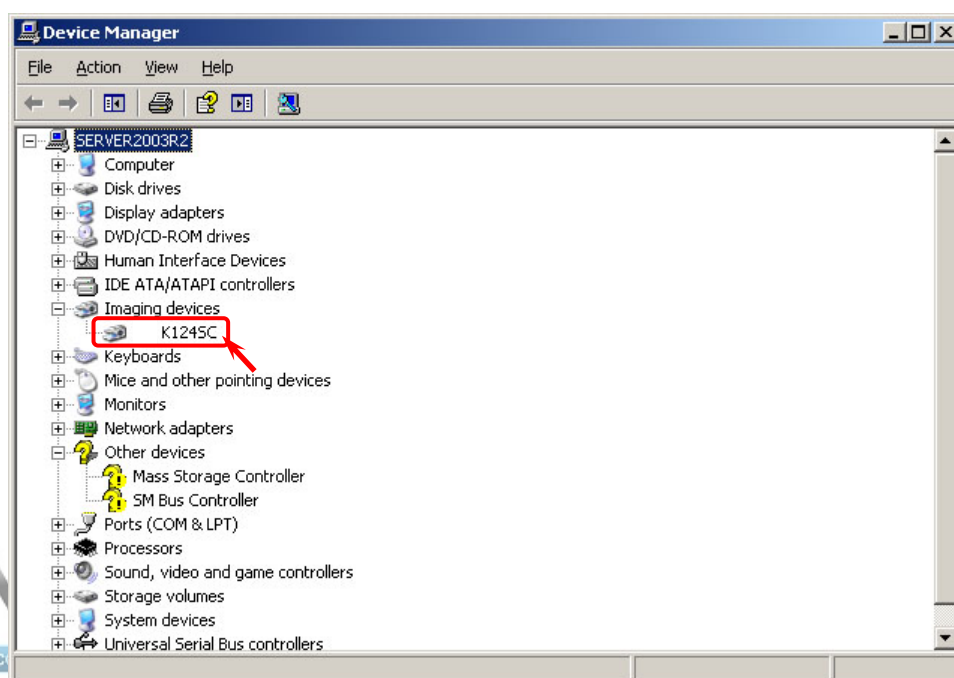 Device Manager
File Action View Help
SERVER2003R2
Computer
Disk drives
Display adapters
DVD/CD-ROM drives
Human Interface Devices
IDE ATA/ATAPI controllers
Imaging devices
K124SC
Keyboards
Mice and other pointing devices
Monitors
Network adapters
Other devices
Mass Storage Controller
SM Bus Controller
Ports (COM & LPT)
Processors
Sound, video and game controllers
Storage volumes
System devices
Universal Serial Bus controllers